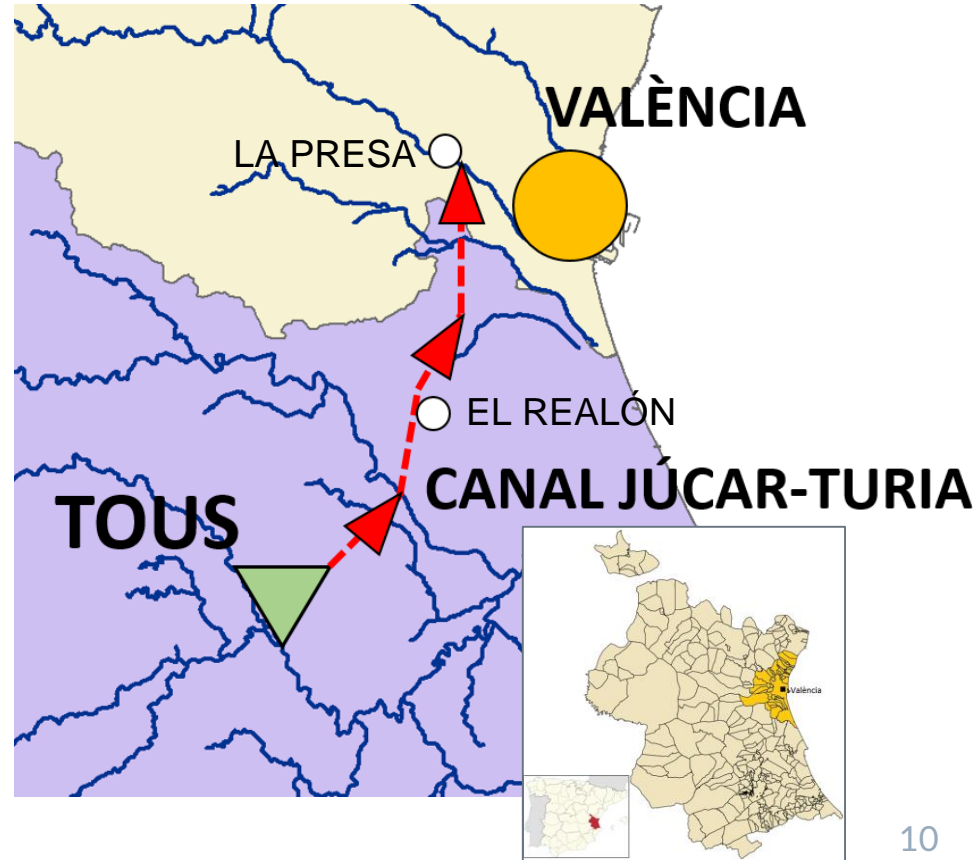 VALÈNCIA
LA PRESA
EL REALÓN
CANAL JÚCAR-TURIA
TOUS
València
10